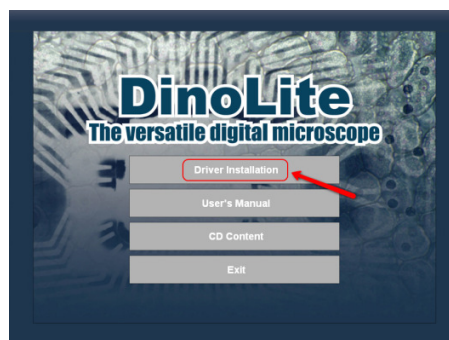 DinoLite
The versatile digital microscope
Driver Installation
User's Manual
CD Content
Exit